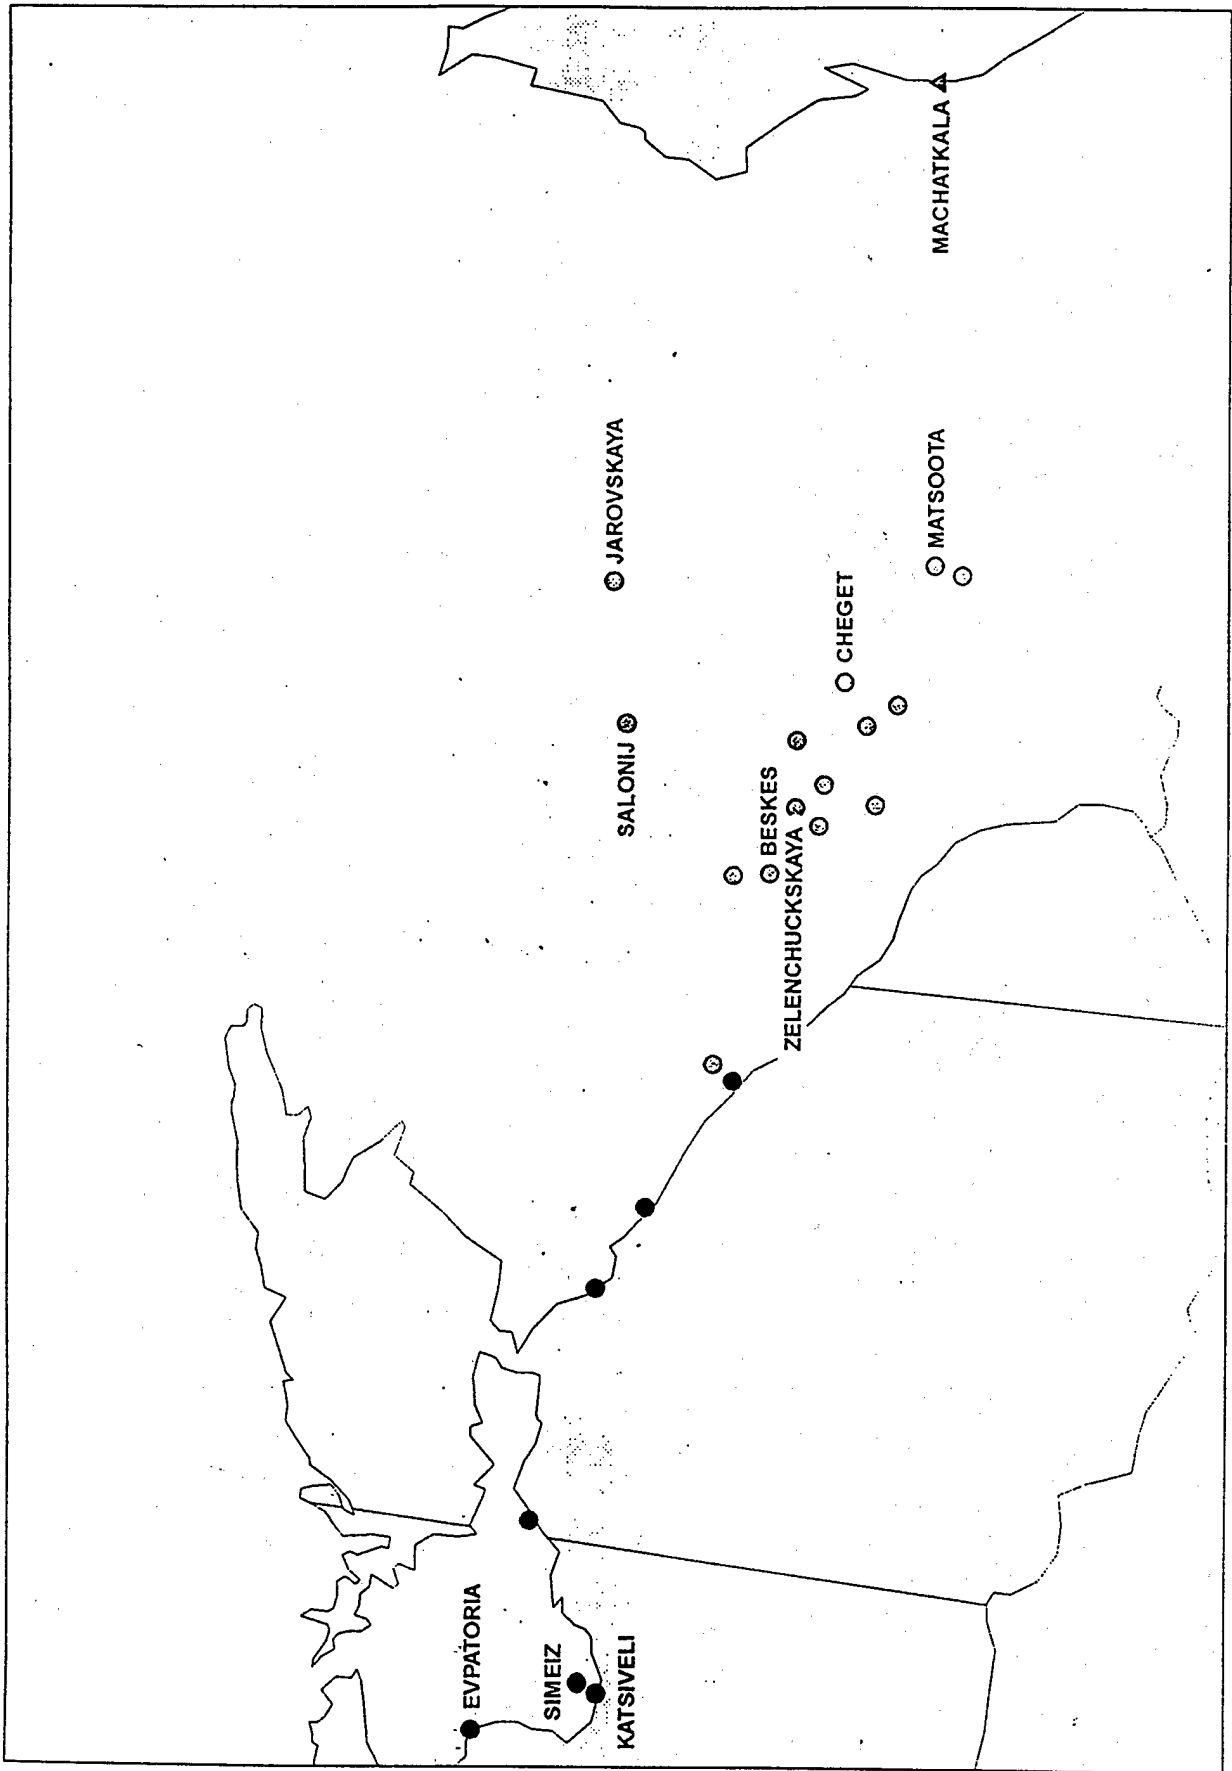 EVPATORIA
SIMEIZ
KATSIVELI
SALONIJ
JAROVSKAYA
BESKES
ZELENCHUCKSKAYA
CHEGET
MATSOOTA
MACHATKALA